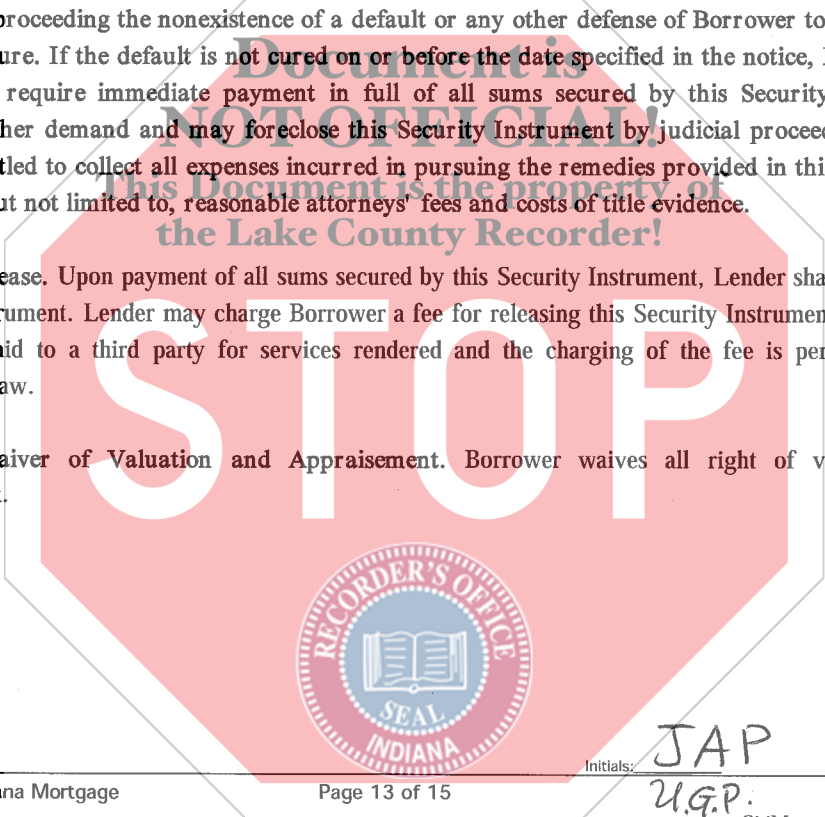 proceeding the nonexistence of a default or any other defense of Borrower to
ure. If the default is not cured on or before the date specified in the notice,
require immediate payment in full of all sums secured by this Security
her demand and may foreclose this Security Instrument by judicial proceed
tled to collect all expenses incurred in pursuing the remedies provided in thi
ut not limited to, reasonable attorneys' fees and costs of title evidence.
Document is
NOT OFFICIAL!
This Document is the property of
the Lake County Recorder!
ease. Upon payment of all sums secured by this Security Instrument, Lender sha
rument. Lender may charge Borrower a fee for releasing this Security Instrumen
aid to a third party for services rendered and the charging of the fee is per
aw.
STOP
aiver of Valuation and Appraisement. Borrower waives all right of v
t.
RECORDER'S OFFICE
SEAL
INDIANA
Initials: JAP
U.G.P.
na Mortgage
Page 13 of 15